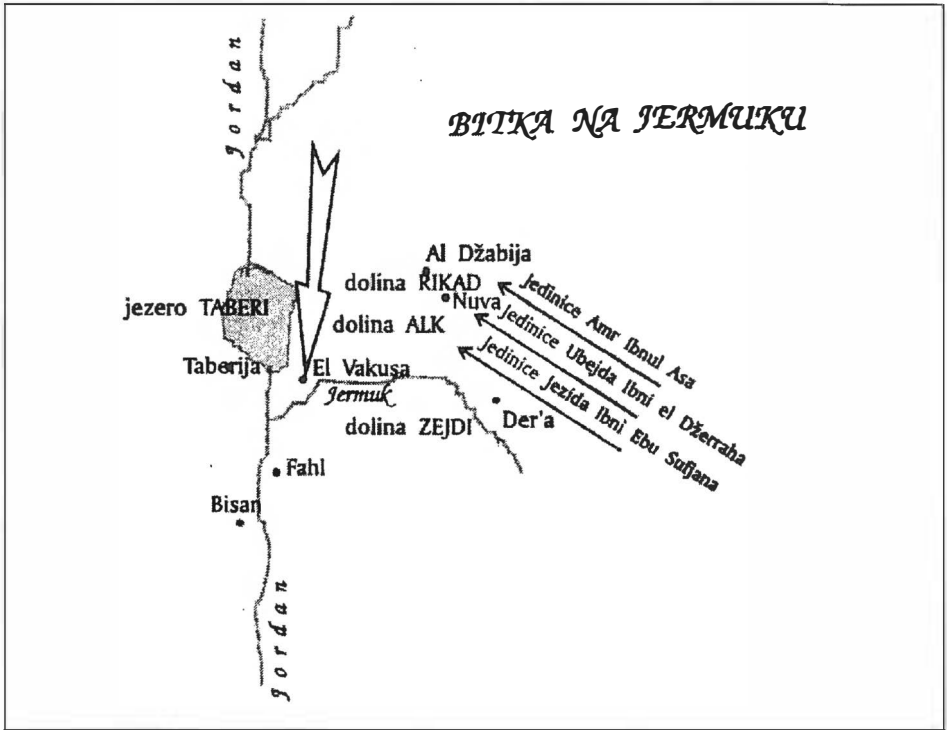 Jordan
BITKA NA JERMUKU
Al Džabija
dolina RIKAD
Nuva
jezero TABERI
dolina ALK
Jedinice Amr Ibnul Asa
Jedinice Ubejda Ibni el Džerraha
Jedinice Jezida Ibni Ebu Sufjana
Taberija
El Vakusa
Jermuk
Der'a
dolina ZEJDI
Fahl
Bisan
Jordan